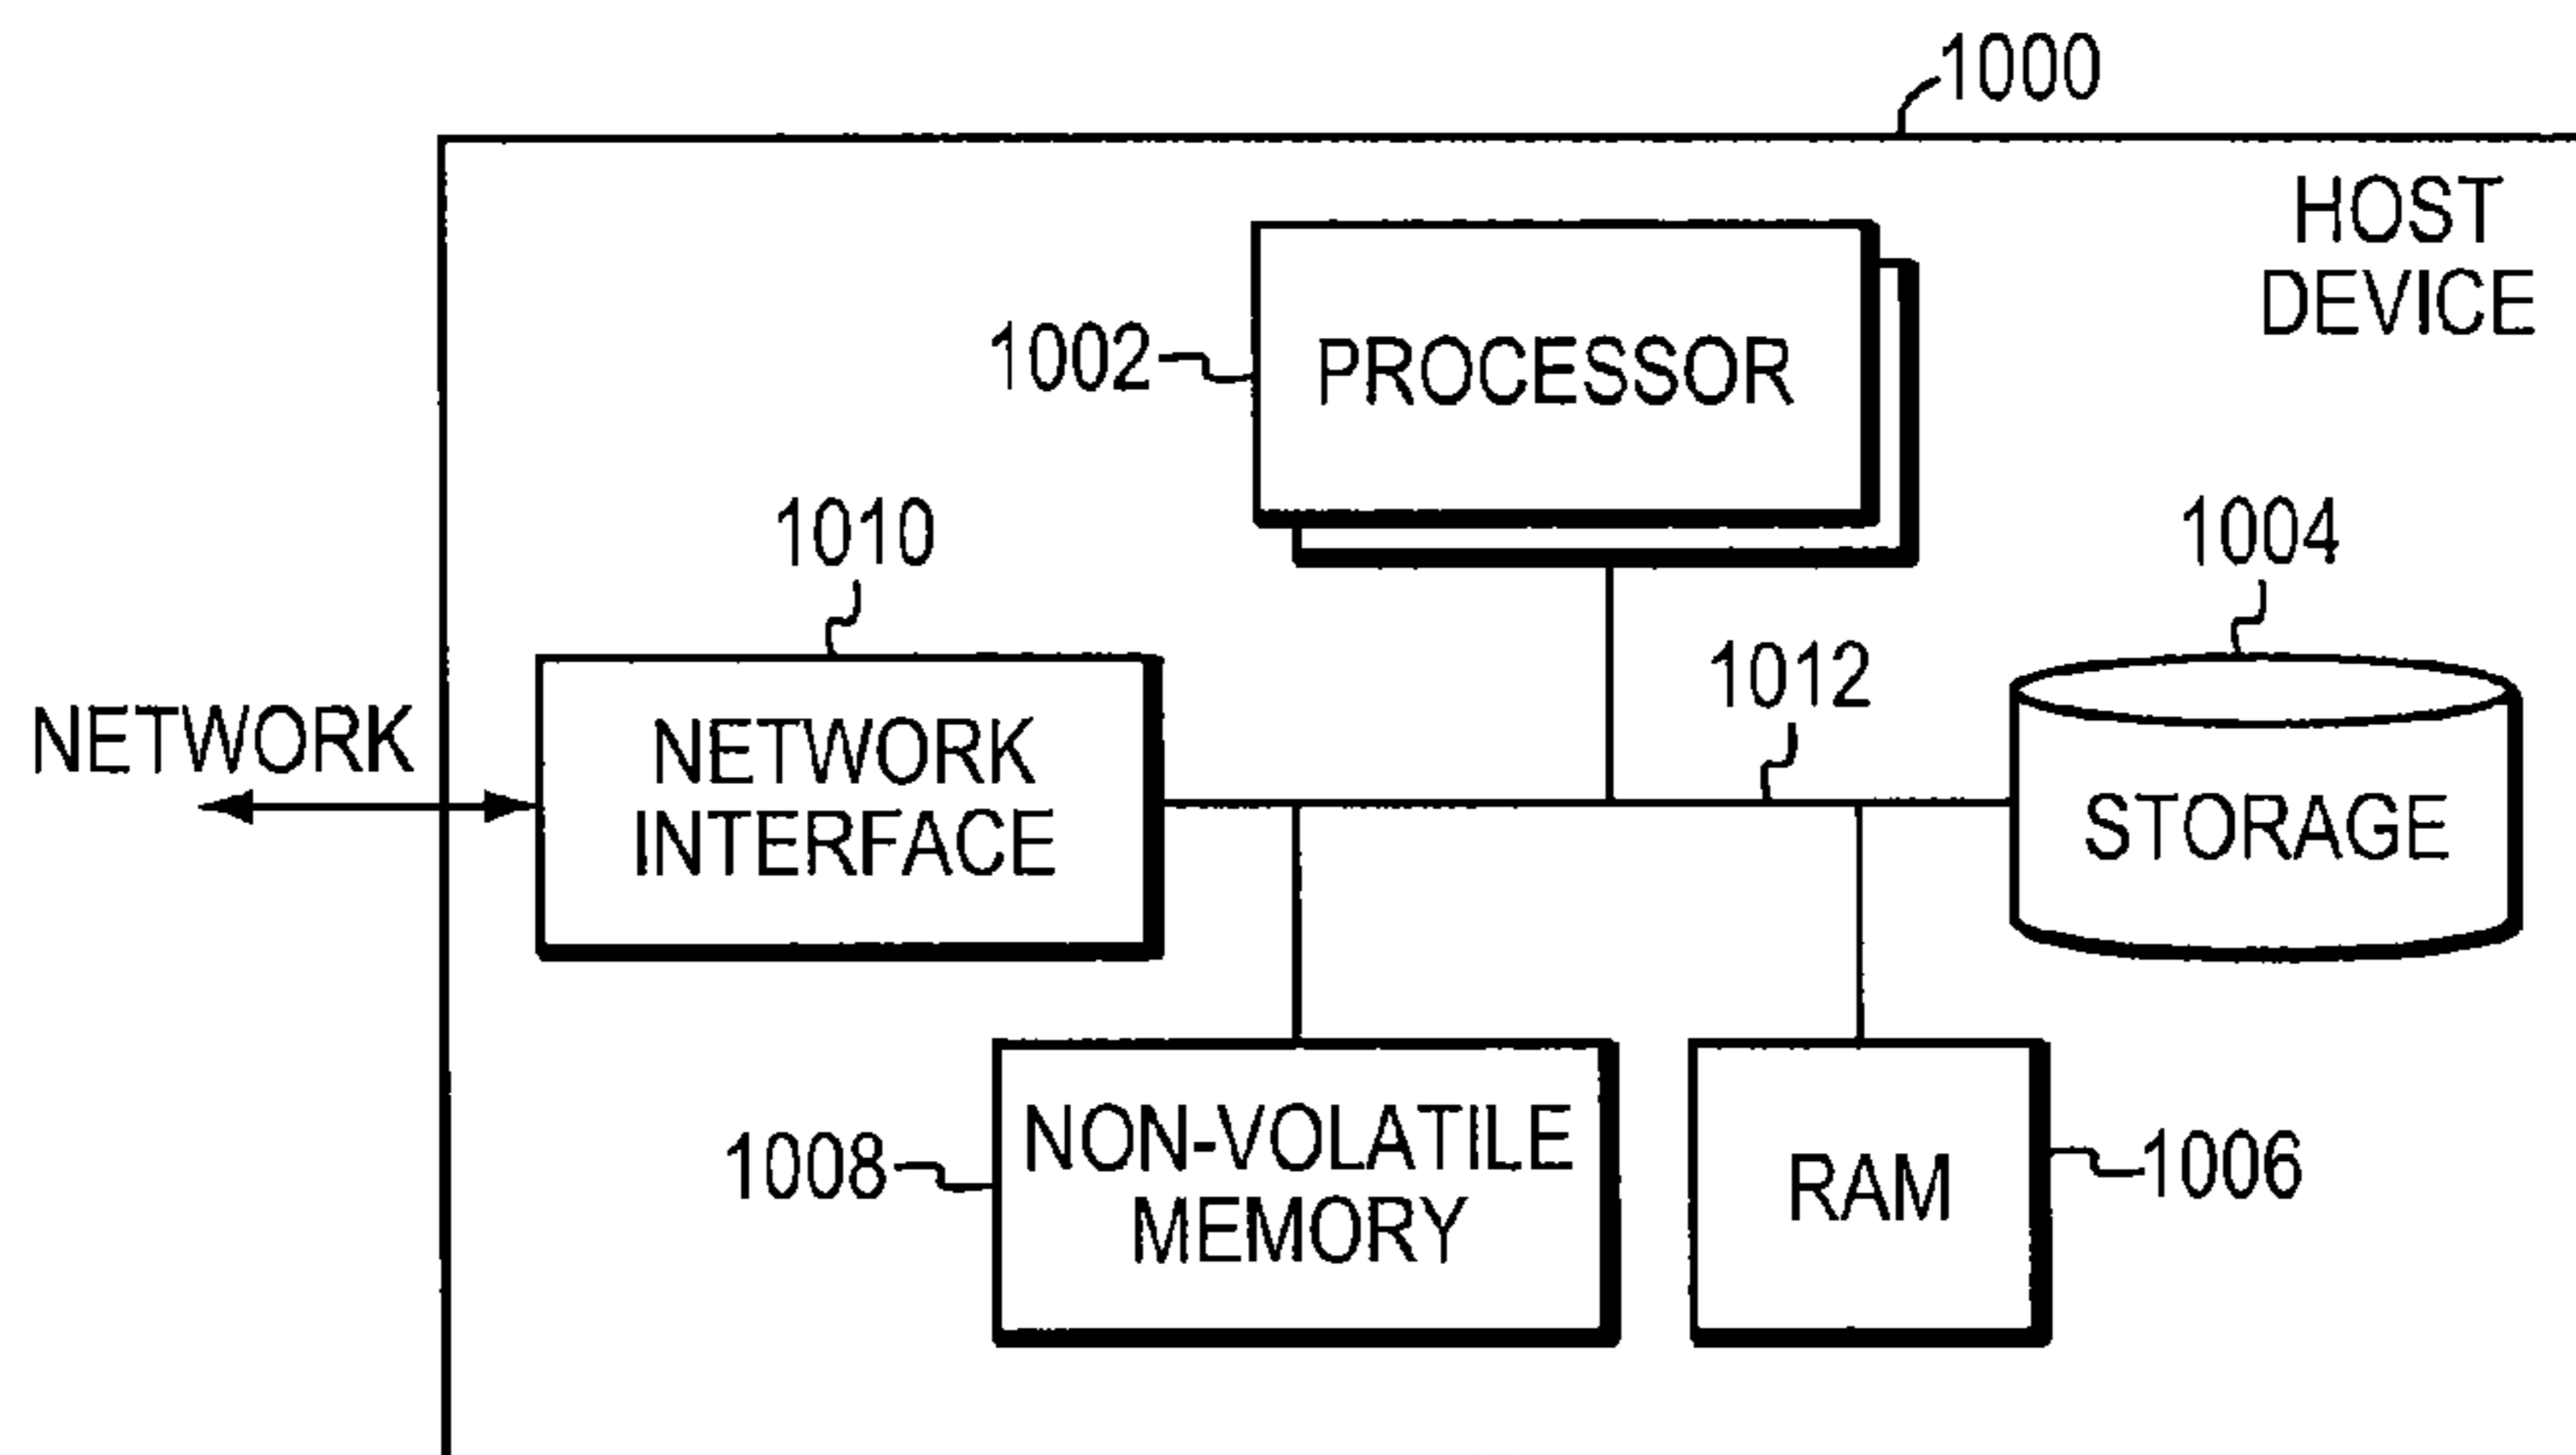 1000
HOST
DEVICE
1002
PROCESSOR
1010
1004
NETWORK
NETWORK
INTERFACE
1012
STORAGE
1008
NON-VOLATILE
MEMORY
RAM
1006